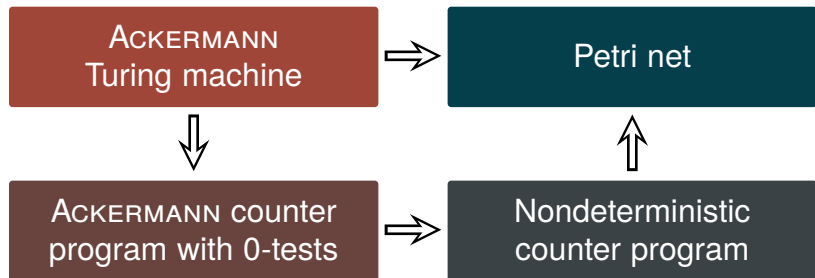 ACKERMANN
Turing machine
Petri net
ACKERMANN counter
program with 0-tests
Nondeterministic
counter program